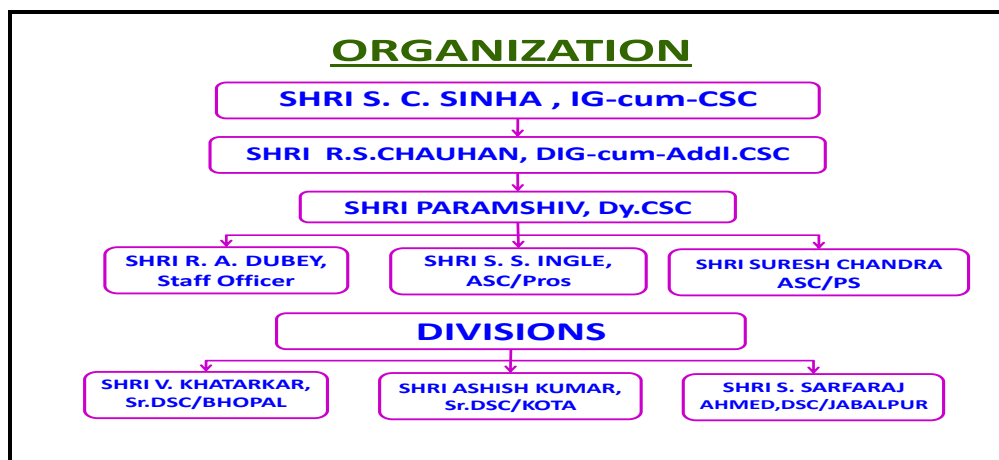 ORGANIZATION
SHRI S. C. SINHA , IG-cum-CSC
SHRI R.S.CHAUHAN, DIG-cum-Addl.CSC
SHRI PARAMSHIV, Dy.CSC
SHRI R. A. DUBEY,
Staff Officer
SHRI S. S. INGLE,
ASC/Pros
SHRI SURESH CHANDRA
ASC/PS
DIVISIONS
SHRI V. KHATARKAR,
Sr.DSC/BHOPAL
SHRI ASHISH KUMAR,
Sr.DSC/KOTA
SHRI S. SARFARAJ
AHMED,DSC/JABALPUR